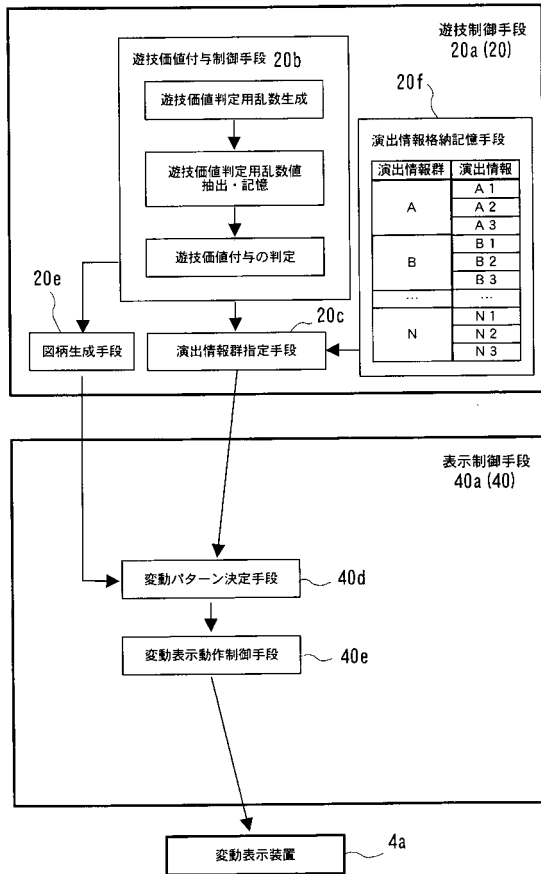 遊技制御手段
20a (20)
遊技価値付与制御手段 20b
遊技価値判定用乱数生成
遊技価値判定用乱数値
抽出・記憶
遊技価値付与の判定
20f
演出情報格納記憶手段
演出情報群 演出情報
A
A 1
A 2
A 3
B
B 1
B 2
B 3
… …
N
N 1
N 2
N 3
20e
20c
図柄生成手段
演出情報群指定手段
表示制御手段
40a (40)
変動パターン決定手段 40d
変動表示動作制御手段 40e
変動表示装置 4a